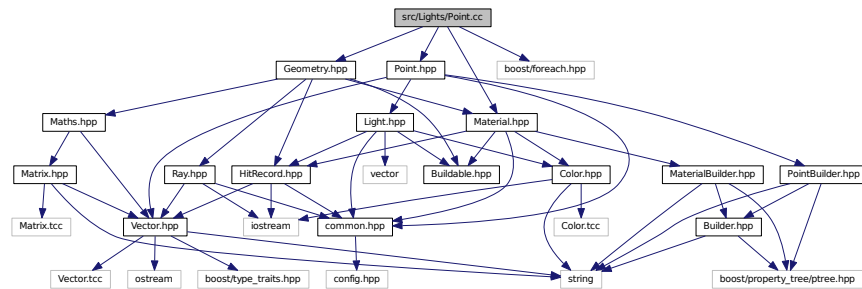 src/Lights/Point.cc
Geometry.hpp
Point.hpp
boost/foreach.hpp
Maths.hpp
Light.hpp
Material.hpp
Matrix.hpp
Ray.hpp
HitRecord.hpp
vector
Buildable.hpp
Color.hpp
MaterialBuilder.hpp
PointBuilder.hpp
Matrix.tcc
Vector.hpp
iostream
common.hpp
Color.tcc
Builder.hpp
Vector.tcc
ostream
boost/type_traits.hpp
config.hpp
string
boost/property_tree/ptree.hpp